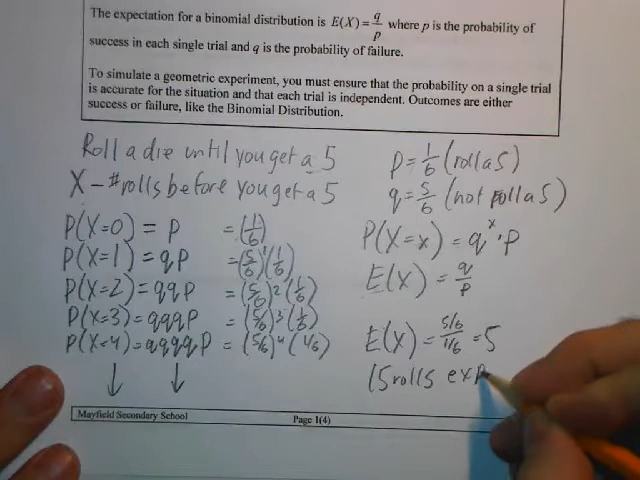 The expectation for a binomial distribution is E(X) = q/p where p is the probability of
success in each single trial and q is the probability of failure.
To simulate a geometric experiment, you must ensure that the probability on a single trial
is accurate for the situation and that each trial is independent. Outcomes are either
success or failure, like the Binomial Distribution.
Roll a die until you get a 5
X - # rolls before you get a 5
P(X=0) = p = (1/6)
P(X=1) = qp = (5/6)^1(1/6)
P(X=2) = qqp = (5/6)^2(1/6)
P(X=3) = qqqp = (5/6)^3(1/6)
P(X=4) = qqqqp = (5/6)^4(1/6)
↓ ↓
p = 1/6 (roll a 5)
q = 5/6 (not roll a 5)
P(X=x) = q^x · p
E(X) = q/p
E(X) = 5/6 / 1/6 = 5
(5 rolls exp
Mayfield Secondary School Page 1(4)